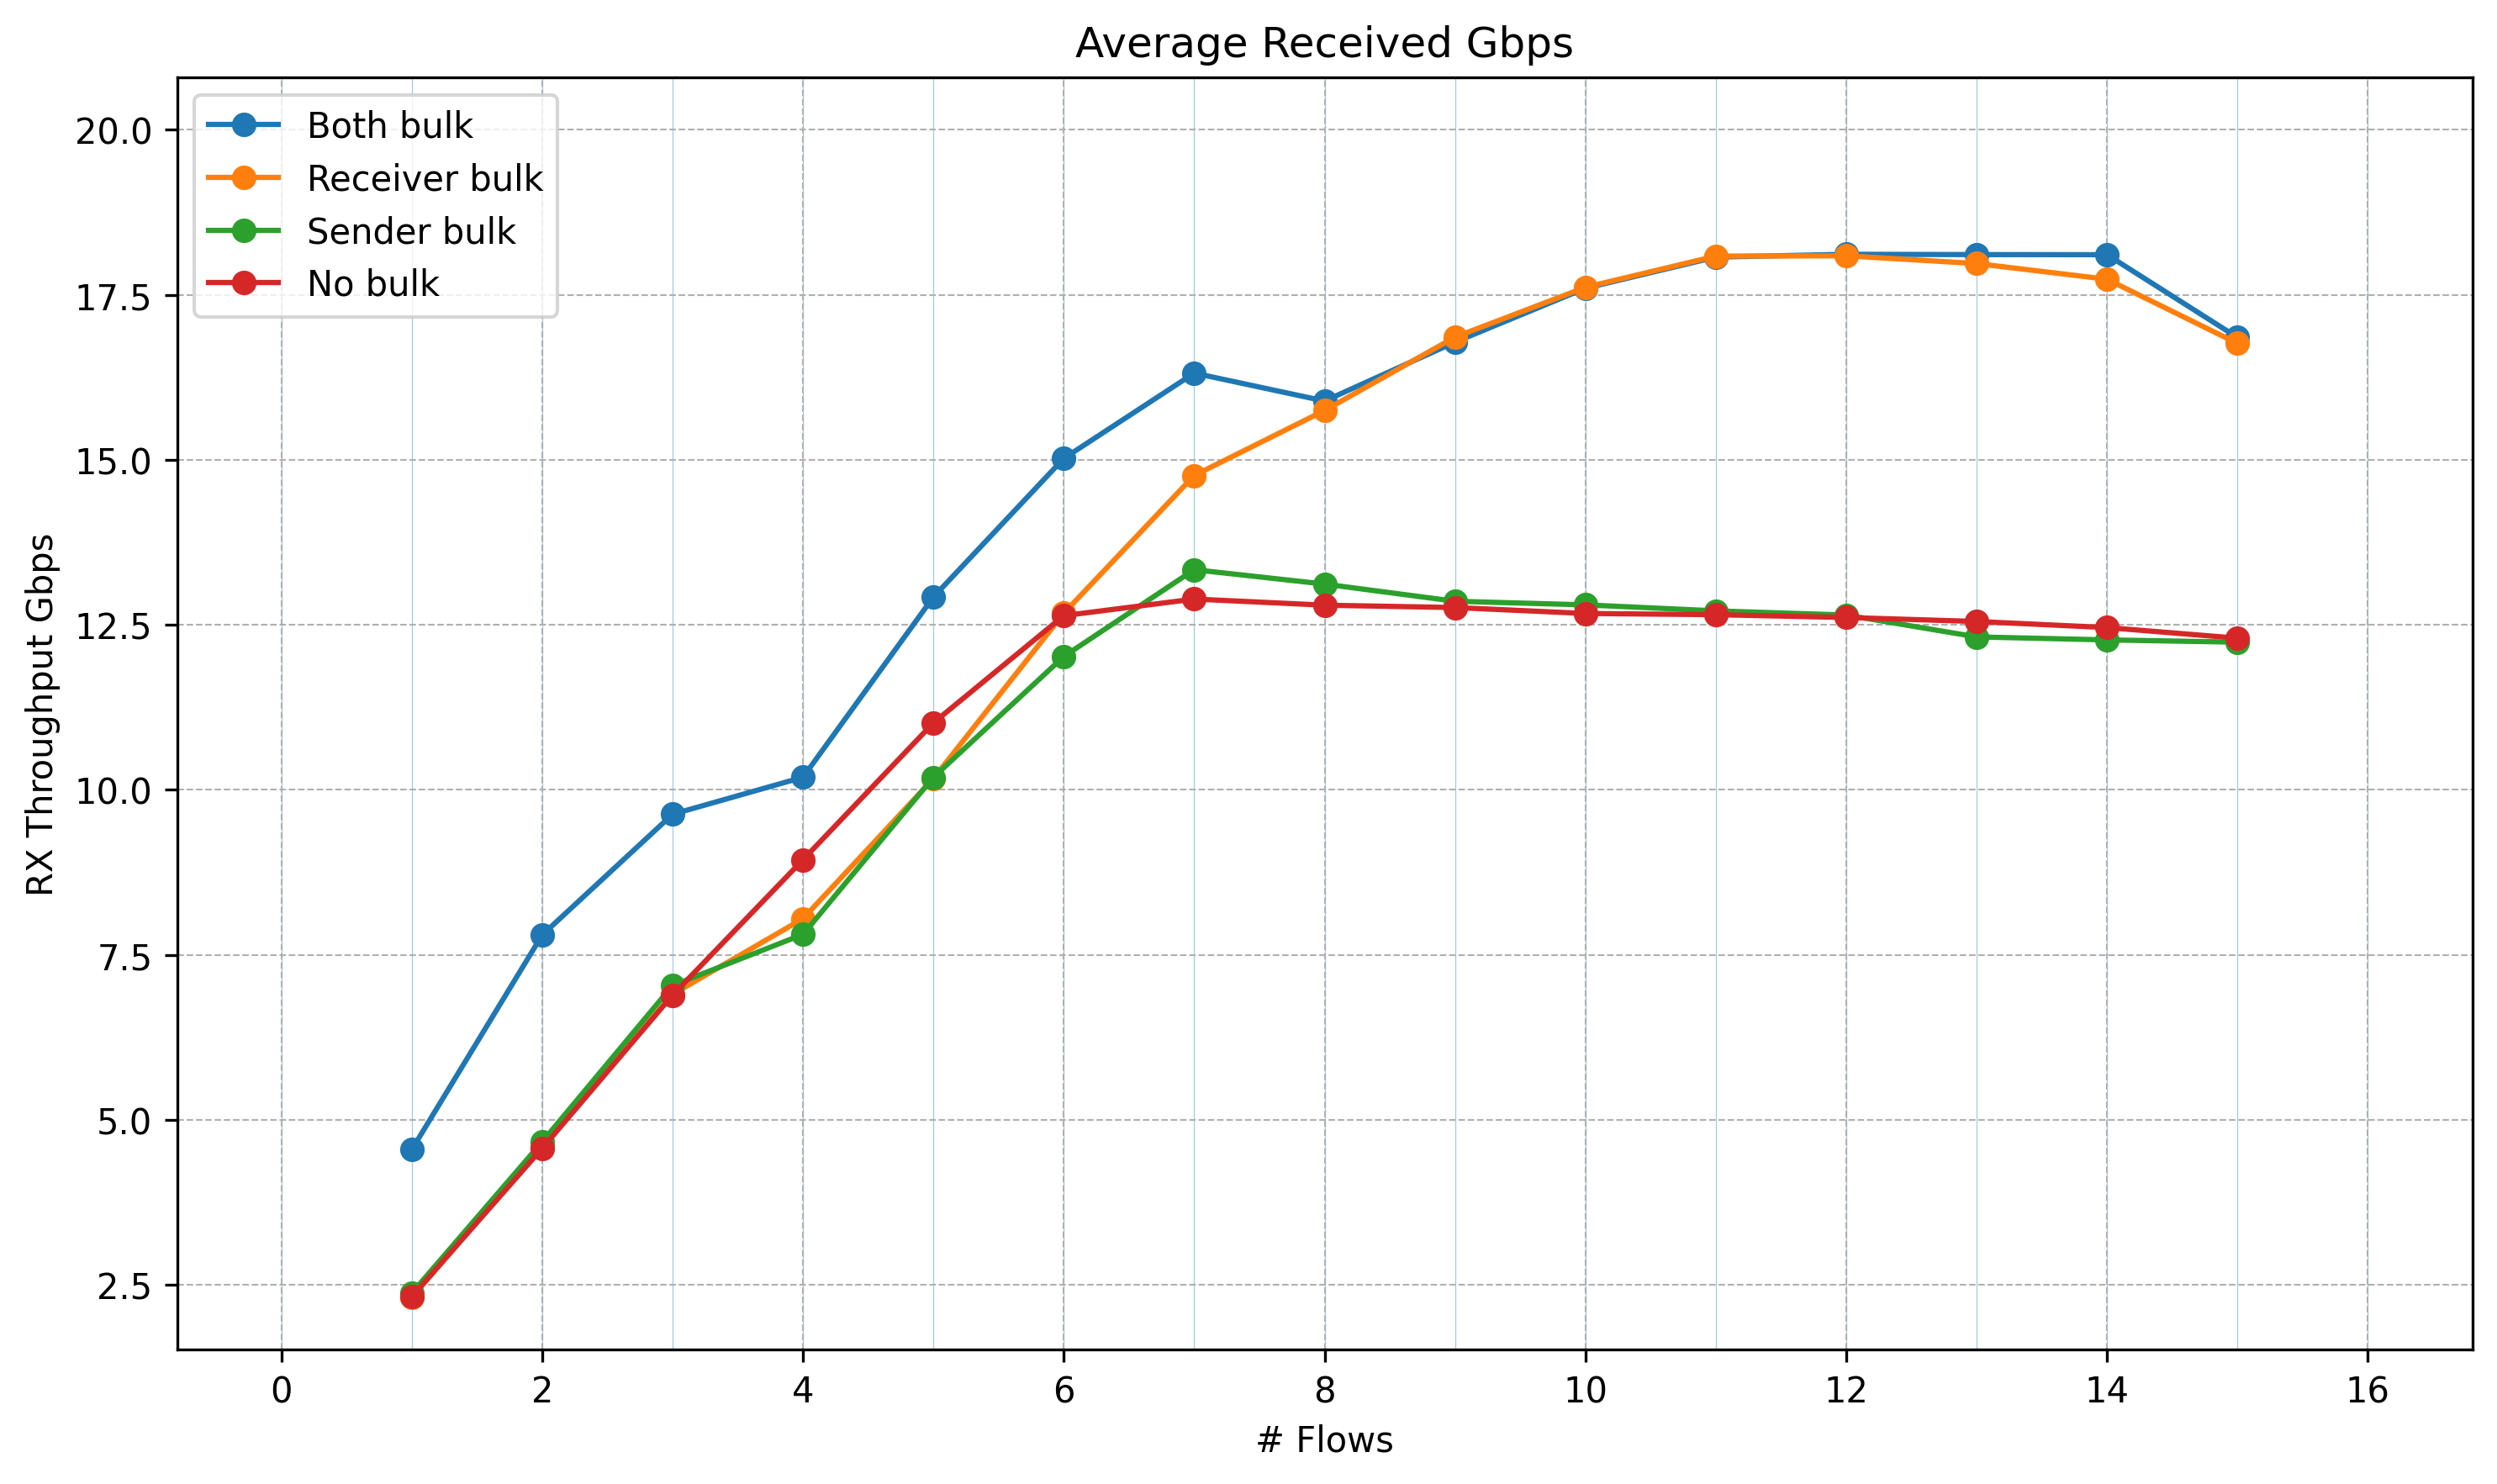 Average Received Gbps
Both bulk
Receiver bulk
Sender bulk
No bulk
20.0
17.5
15.0
12.5
10.0
7.5
5.0
2.5
RX Throughput Gbps
0 2 4 6 8 10 12 14 16
# Flows